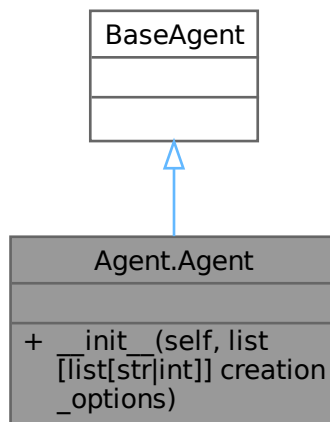 BaseAgent
Agent.Agent
+ __init__(self, list
[list[str|int]] creation
_options)